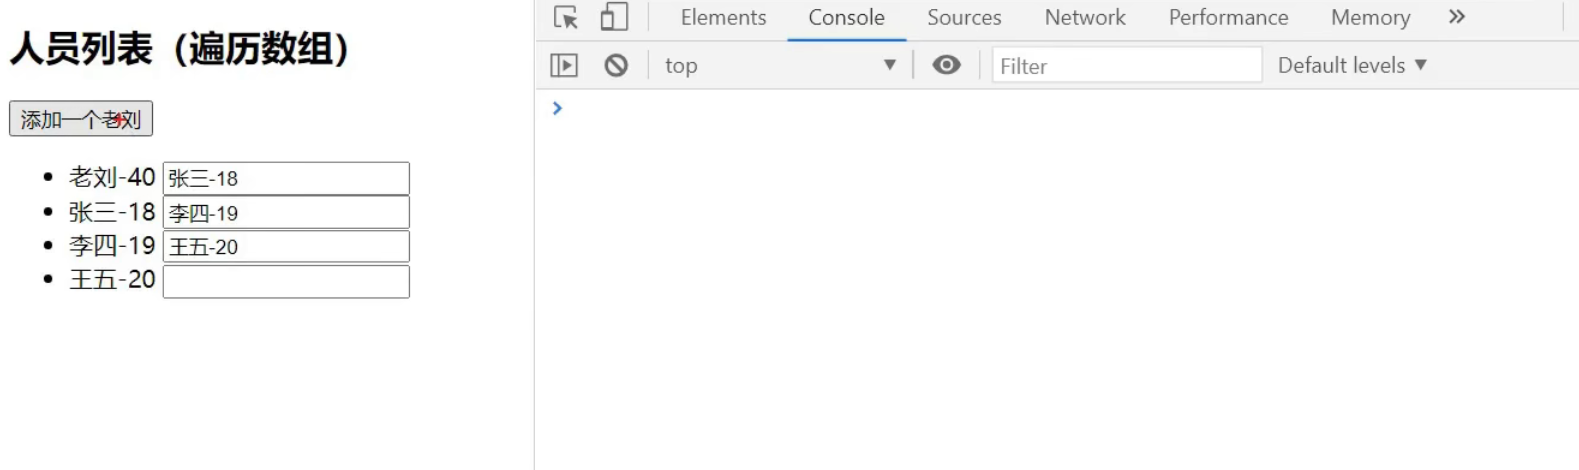 人员列表（遍历数组）
添加一个老刘
老刘-40 张三-18
张三-18 李四-19
李四-19 王五-20
王五-20
Elements Console Sources Network Performance Memory »
top Filter Default levels